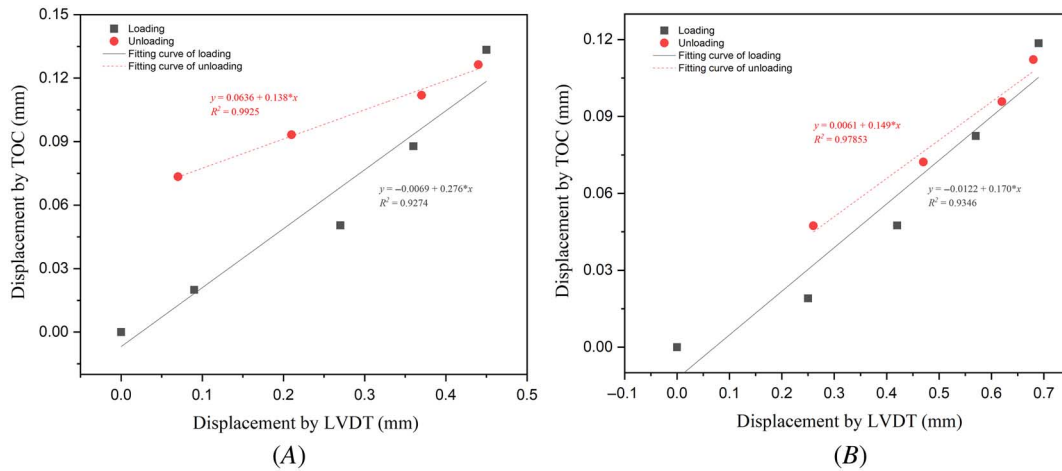 Loading
Unloading
Fitting curve of loading
Fitting curve of unloading
y = 0.0636 + 0.138*x
R² = 0.9925
y = –0.0069 + 0.276*x
R² = 0.9274
0.15
0.12
0.09
0.06
0.03
0.00
Displacement by TOC (mm)
0.0
0.1
0.2
0.3
0.4
0.5
Displacement by LVDT (mm)
(A)
Loading
Unloading
Fitting curve of loading
Fitting curve of unloading
y = 0.0061 + 0.149*x
R² = 0.97853
y = –0.0122 + 0.170*x
R² = 0.9346
0.12
0.09
0.06
0.03
0.00
Displacement by TOC (mm)
–0.1
0.0
0.1
0.2
0.3
0.4
0.5
0.6
0.7
Displacement by LVDT (mm)
(B)